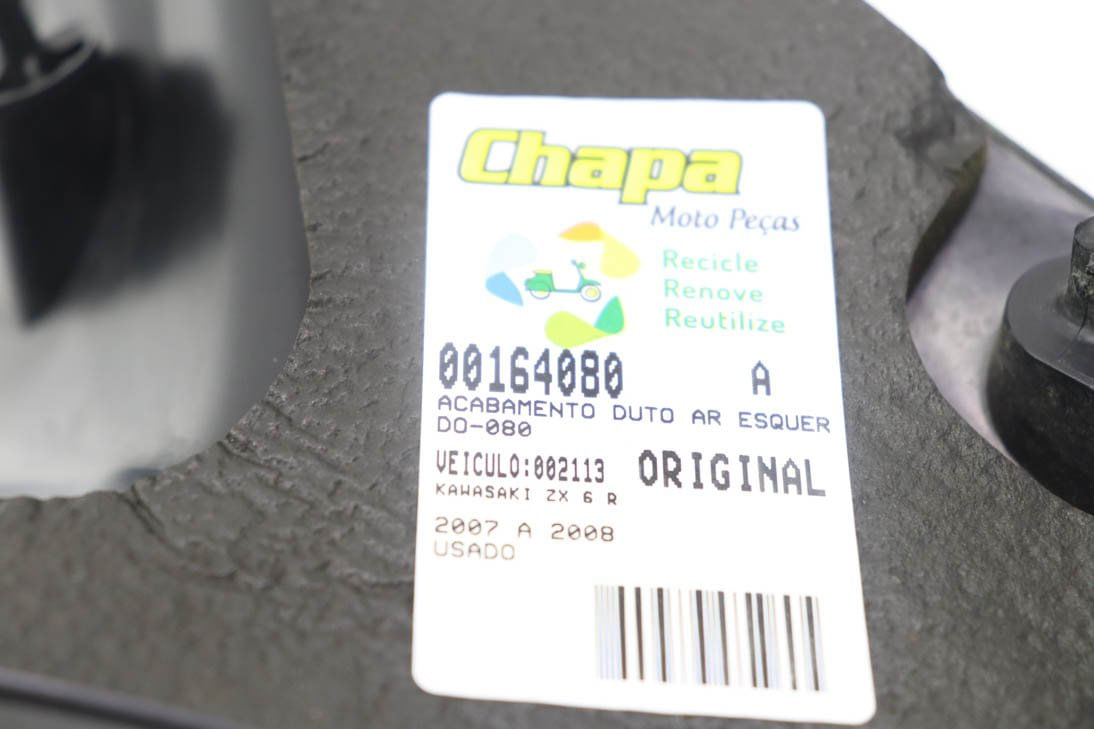 Chapa
Moto Peças
Recicle
Renove
Reutilize
00164080 A
ACABAMENTO DUTO AR ESQUER
DO-080
VEICULO:002113 ORIGINAL
KAWASAKI ZX 6 R
2007 A 2008
USADO